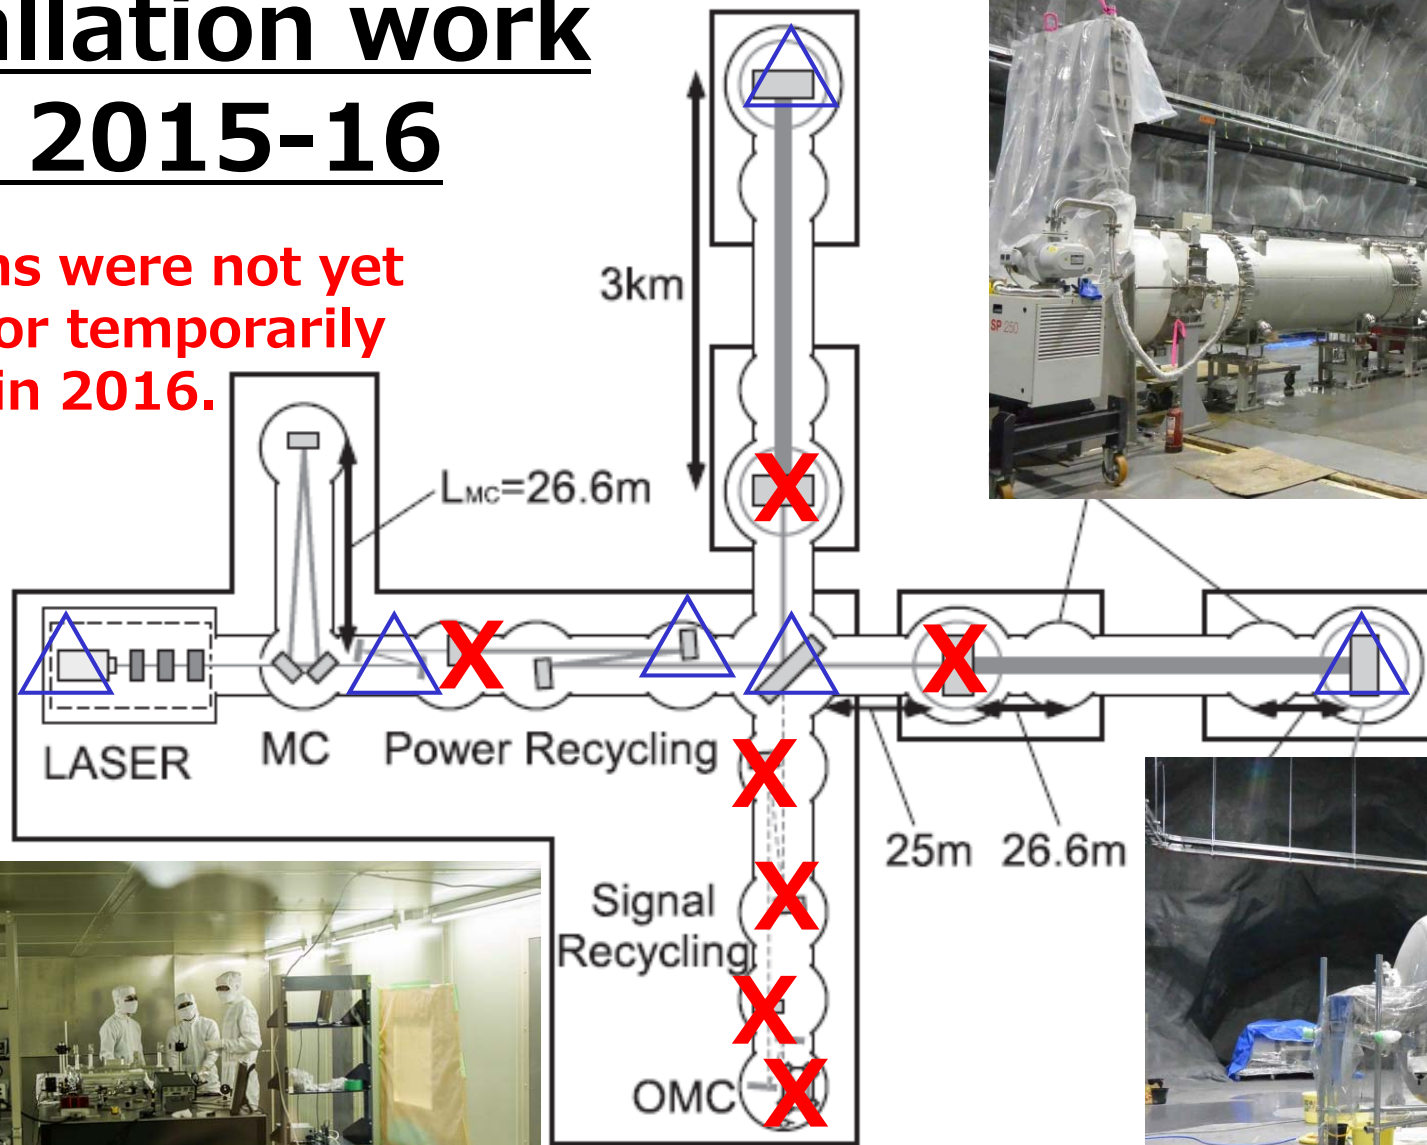 allation work
2015-16
ns were not yet
or temporarily
in 2016.
3km
LMC=26.6m
SP 250
X
X
X
LASER
MC
Power Recycling
X
25m
26.6m
X
Signal
Recycling
X
OMC
X